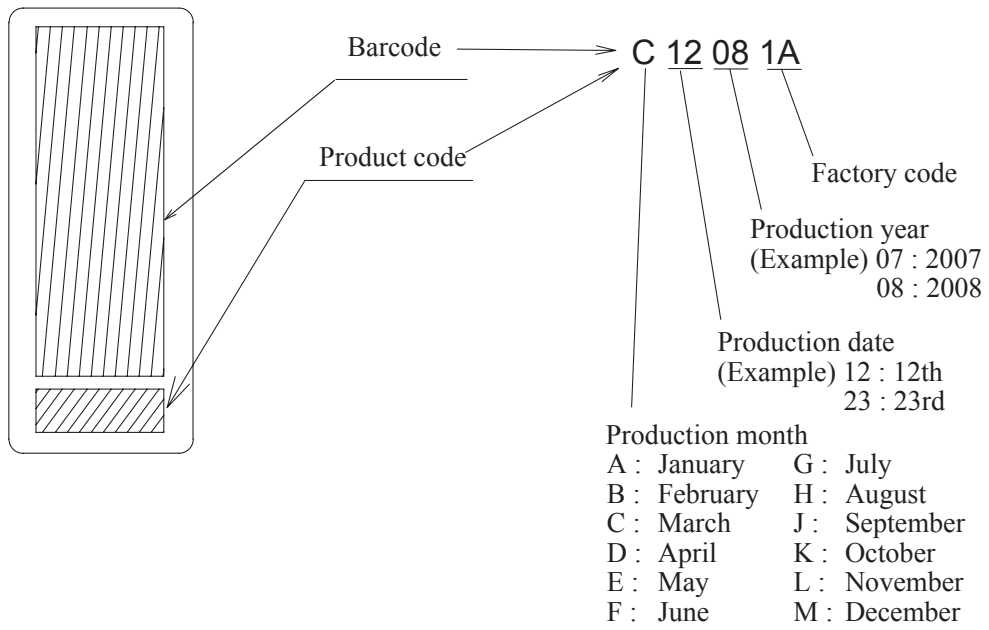 Barcode
C 12 08 1A
Product code
Factory code
Production year
(Example) 07 : 2007
08 : 2008
Production date
(Example) 12 : 12th
23 : 23rd
Production month
A : January G : July
B : February H : August
C : March J : September
D : April K : October
E : May L : November
F : June M : December